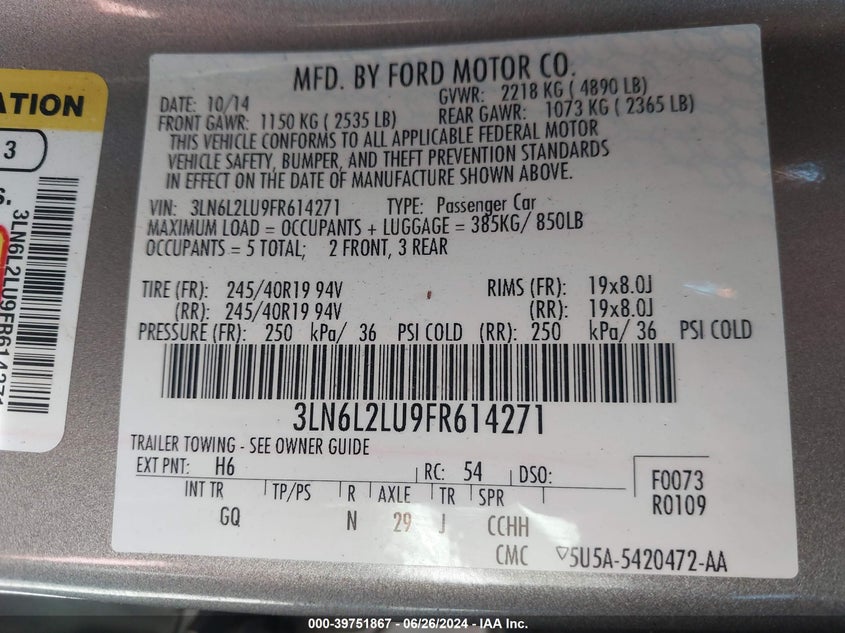 MFD. BY FORD MOTOR CO.
DATE: 10/14 GVWR: 2218 KG ( 4890 LB)
FRONT GAWR: 1150 KG ( 2535 LB) REAR GAWR: 1073 KG ( 2365 LB)
THIS VEHICLE CONFORMS TO ALL APPLICABLE FEDERAL MOTOR
VEHICLE SAFETY, BUMPER, AND THEFT PREVENTION STANDARDS
IN EFFECT ON THE DATE OF MANUFACTURE SHOWN ABOVE.
VIN: 3LN6L2LU9FR614271 TYPE: Passenger Car
MAXIMUM LOAD = OCCUPANTS + LUGGAGE = 385KG/ 850LB
OCCUPANTS = 5 TOTAL; 2 FRONT, 3 REAR
TIRE (FR): 245/40R19 94V RIMS (FR): 19x8.0J
(RR): 245/40R19 94V (RR): 19x8.0J
PRESSURE (FR): 250 kPa/ 36 PSI COLD (RR): 250 kPa/ 36 PSI COLD
3LN6L2LU9FR614271
TRAILER TOWING - SEE OWNER GUIDE
EXT PNT: H6 RC: 54 DSO:
INT TR TP/PS R AXLE TR SPR
GQ N 29 J CCHH
F0073
R0109
CMC ▽5U5A-5420472-AA
ATION
3
3LN6L2LU9FR614271
000-39751867 - 06/26/2024 - IAA Inc.